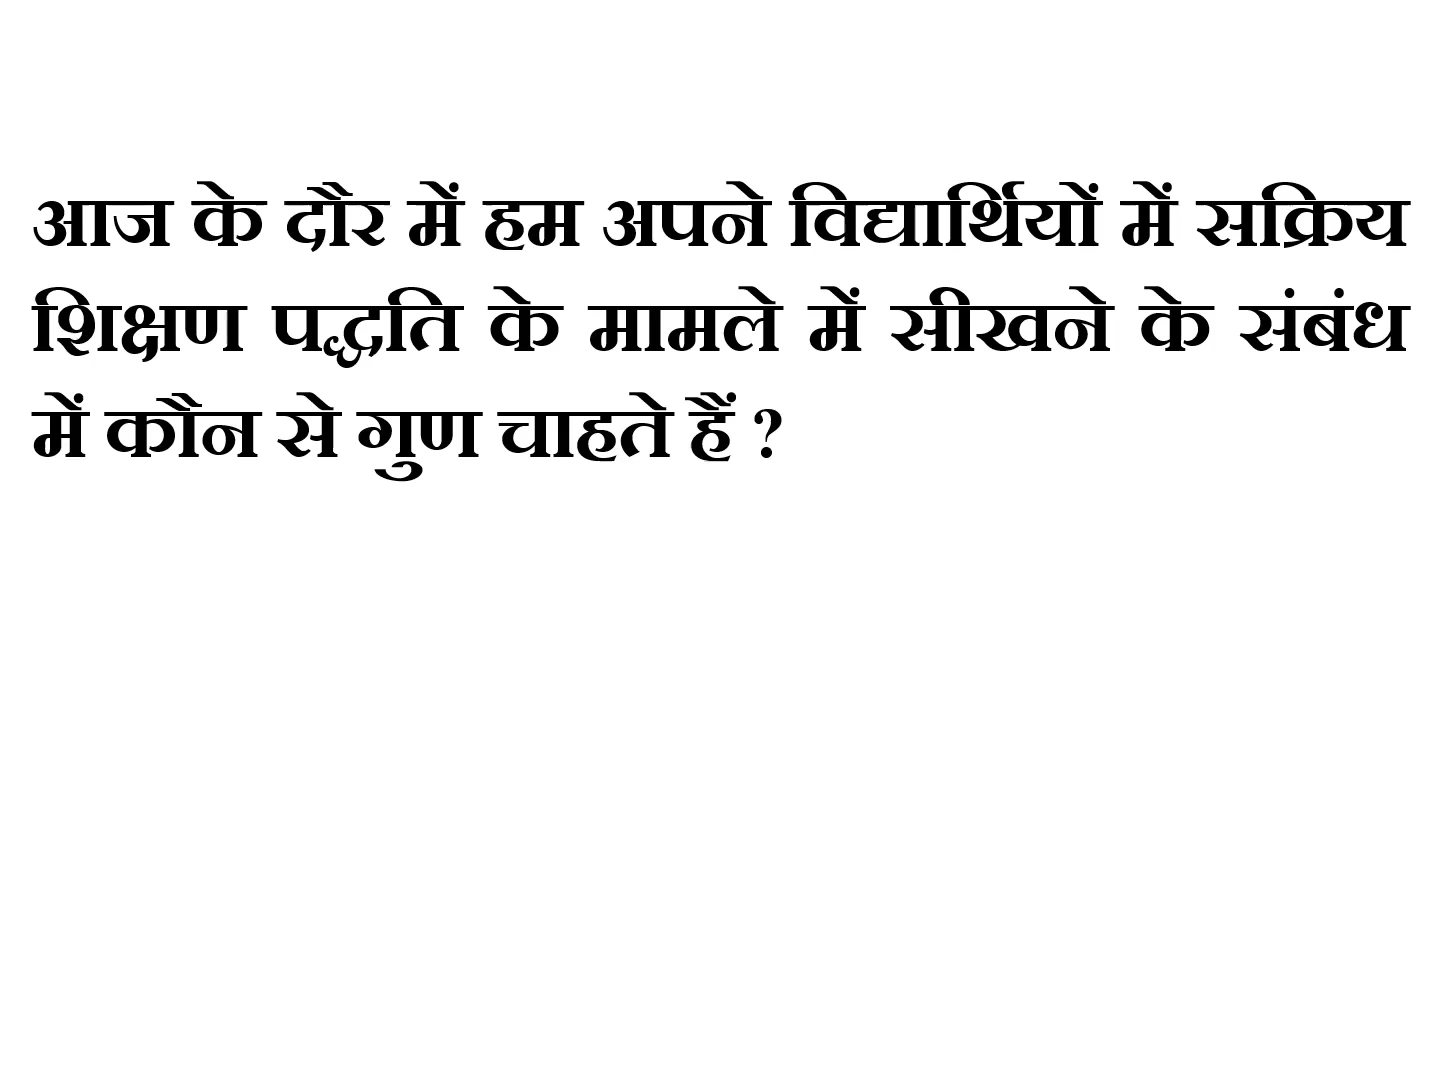 आज के दौर में हम अपने विद्यार्थियों में सक्रिय
शिक्षण पद्धति के मामले में सीखने के संबंध
में कौन से गुण चाहते हैं ?